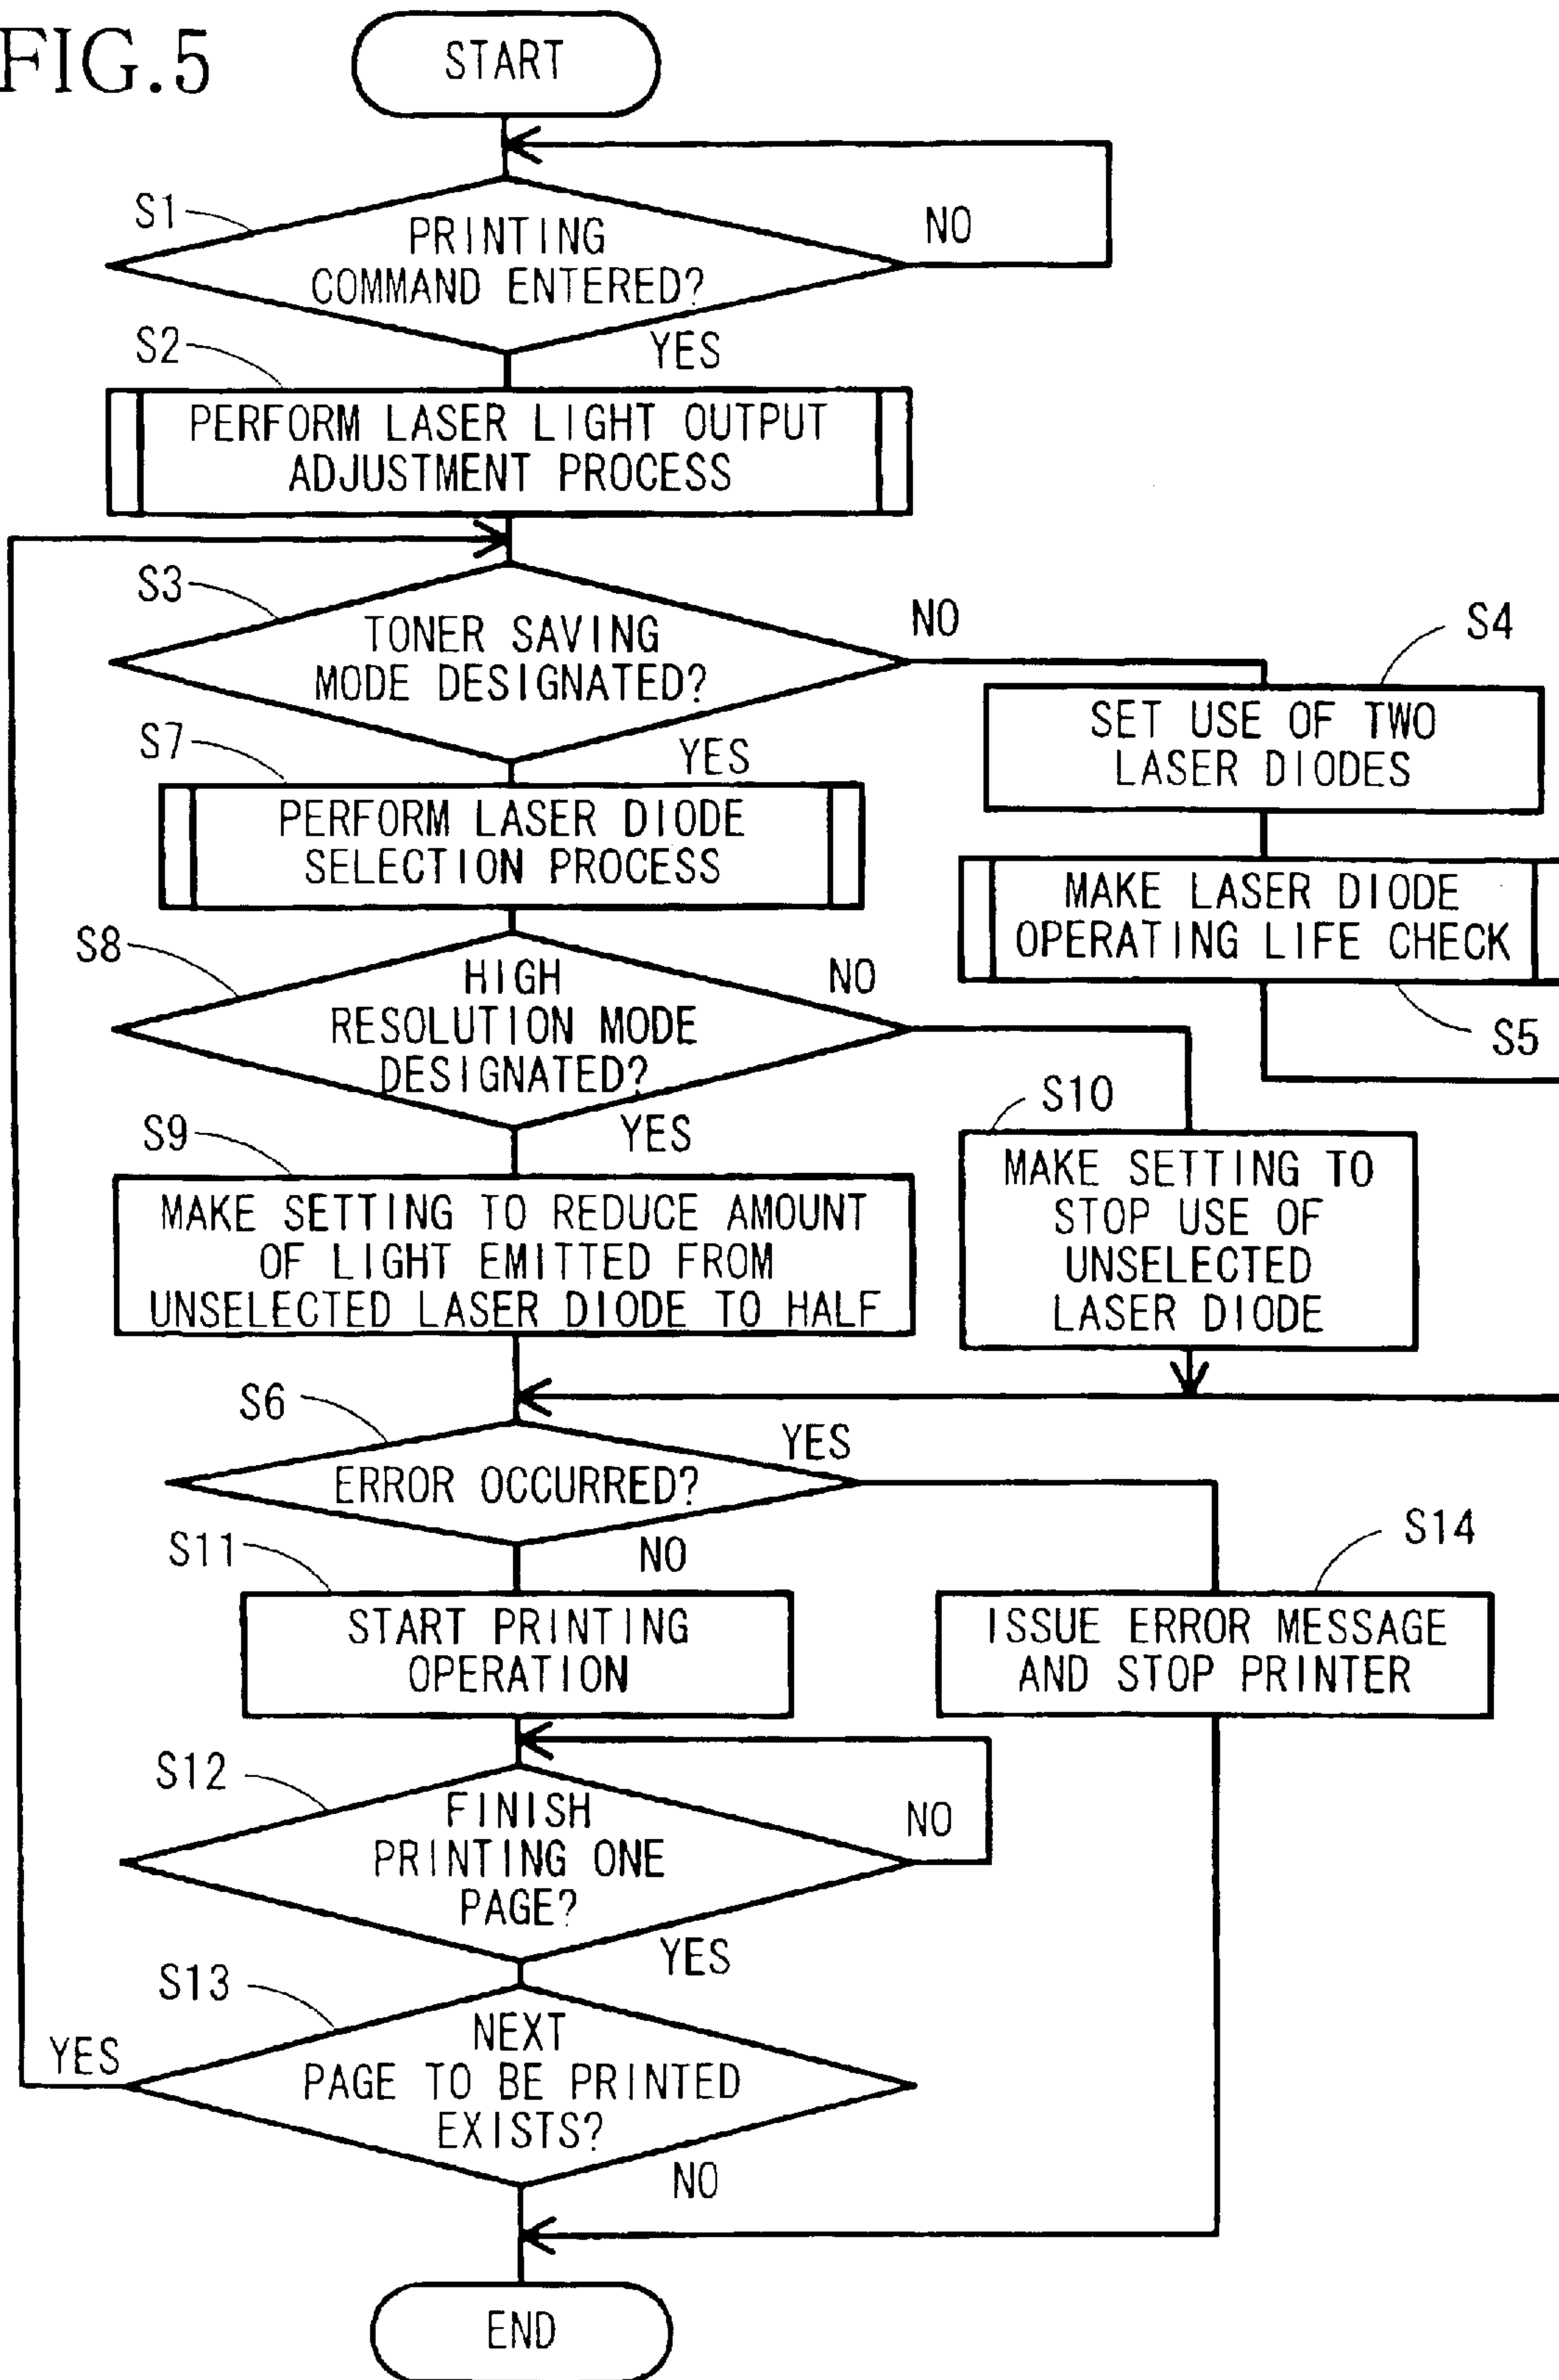 FIG.5
START
S1
PRINTING
COMMAND ENTERED?
NO
YES
S2
PERFORM LASER LIGHT OUTPUT
ADJUSTMENT PROCESS
S3
TONER SAVING
MODE DESIGNATED?
NO
YES
S4
SET USE OF TWO
LASER DIODES
MAKE LASER DIODE
OPERATING LIFE CHECK
S5
S7
PERFORM LASER DIODE
SELECTION PROCESS
S8
HIGH
RESOLUTION MODE
DESIGNATED?
NO
YES
S9
MAKE SETTING TO REDUCE AMOUNT
OF LIGHT EMITTED FROM
UNSELECTED LASER DIODE TO HALF
S10
MAKE SETTING TO
STOP USE OF
UNSELECTED
LASER DIODE
S6
ERROR OCCURRED?
YES
NO
S11
START PRINTING
OPERATION
S14
ISSUE ERROR MESSAGE
AND STOP PRINTER
S12
FINISH
PRINTING ONE
PAGE?
NO
YES
S13
NEXT
PAGE TO BE PRINTED
EXISTS?
YES
NO
END